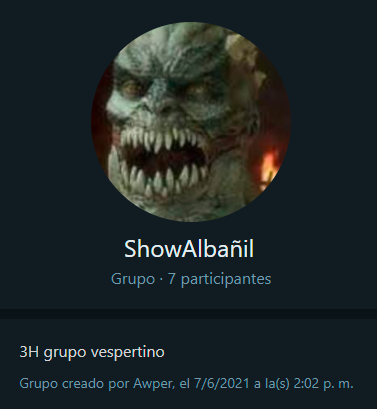 ShowAlbañil
Grupo · 7 participantes
3H grupo vespertino
Grupo creado por Awper, el 7/6/2021 a la(s) 2:02 p. m.